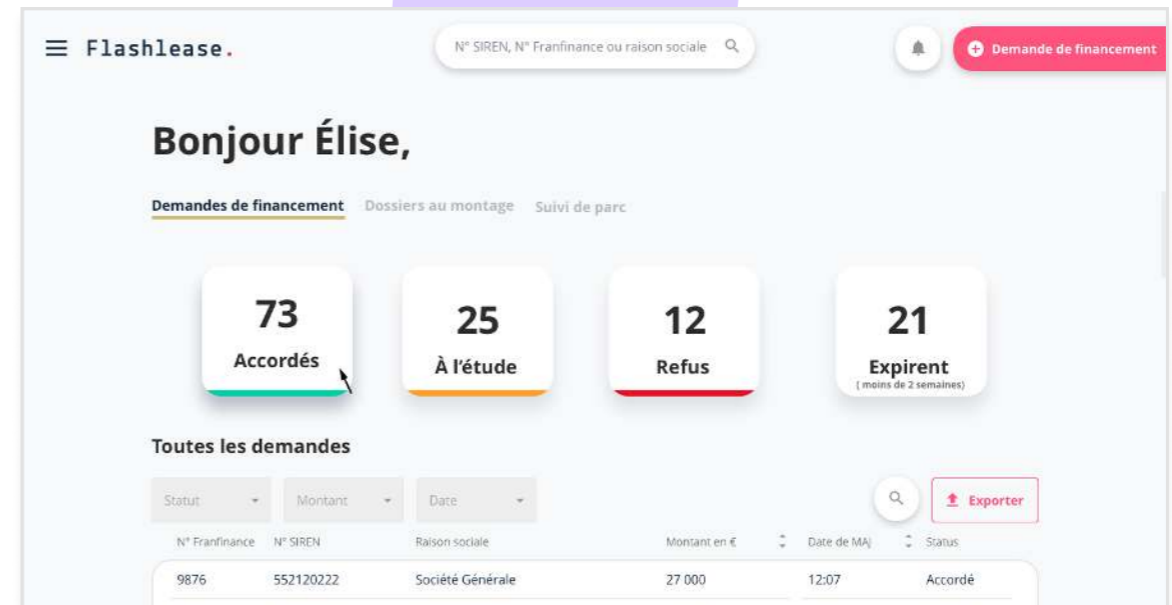 Flashlease.
N° SIREN, N° Franfinance ou raison sociale
Demande de financement
Bonjour Élise,
Demandes de financement Dossiers au montage Suivi de parc
73 25 12 21
Accordés À l'étude Refus Expirent
( moins de 2 semaines)
Toutes les demandes
Statut Montant Date Exporter
N° Franfinance N° SIREN Raison sociale Montant en € Date de MAJ Status
9876 552120222 Société Générale 27 000 12:07 Accordé